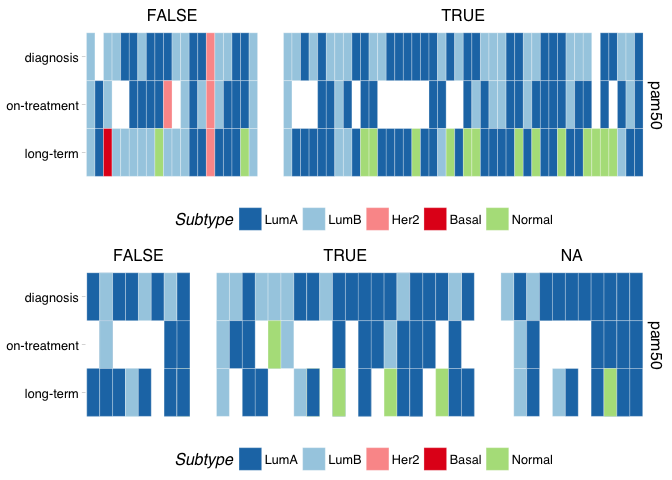 FALSE TRUE
diagnosis
on-treatment
long-term
pam50
Subtype LumA LumB Her2 Basal Normal
FALSE TRUE NA
diagnosis
on-treatment
long-term
pam50
Subtype LumA LumB Her2 Basal Normal